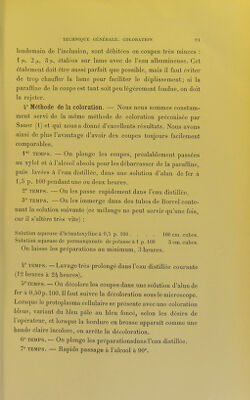 TECHNIQUE GÉNÉRALE. COLORATION
lendemain de l'inclusion, sont débitées en coupes très minces :
1 µ, 2 µ, 3 µ, étalées sur lame avec de l'eau albumineuse. Cet
étalement doit être aussi parfait que possible, mais il faut éviter
de trop chauffer la lame pour faciliter le déplissement; si la
paraffine de la coupe est tant soit peu légèrement fondue, on doit
la rejeter.
4° Méthode de la coloration. — Nous nous sommes constam-
ment servi de la même méthode de coloration préconisée par
Sauer (1) et qui nous a donné d'excellents résultats. Nous avons
ainsi de plus l'avantage d'avoir des coupes toujours facilement
comparables.
1er TEMPS. — On plonge les coupes, préalablement passées
au xylol et à l'alcool absolu pour les débarrasser de la paraffine,
puis lavées à l'eau distillée, dans une solution d'alun de fer à
1,5 p. 100 pendant une ou deux heures.
2e TEMPS. — On les passe rapidement dans l'eau distillée.
3e TEMPS. — On les immerge dans des tubes de Borrel conte-
nant la solution suivante (ce mélange ne peut servir qu'une fois,
car il s'altère très vite) :
Solution aqueuse d'hématoxyline à 0,5 p. 100. . . . 100 cm. cubes.
Solution aqueuse de permanganate de potasse à 1 p. 100 5 cm. cubes.
On laisse les préparations au minimum, 3 heures.
4e TEMPS. — Lavage très prolongé dans l'eau distillée courante
(12 heures à 24 heures).
5e TEMPS. — On décolore les coupes dans une solution d'alun de
fer à 0,50 p. 100. Il faut suivre la décoloration sous le microscope.
Lorsque le protoplasma cellulaire se présente avec une coloration
bleue, variant du bleu pâle au bleu foncé, selon les désirs de
l'opérateur, et lorsque la bordure en brosse apparaît comme une
bande claire incolore, on arrête la décoloration.
6e TEMPS. — On plonge les préparations dans l'eau distillée.
7e TEMPS. — Rapide passage à l'alcool à 90°.